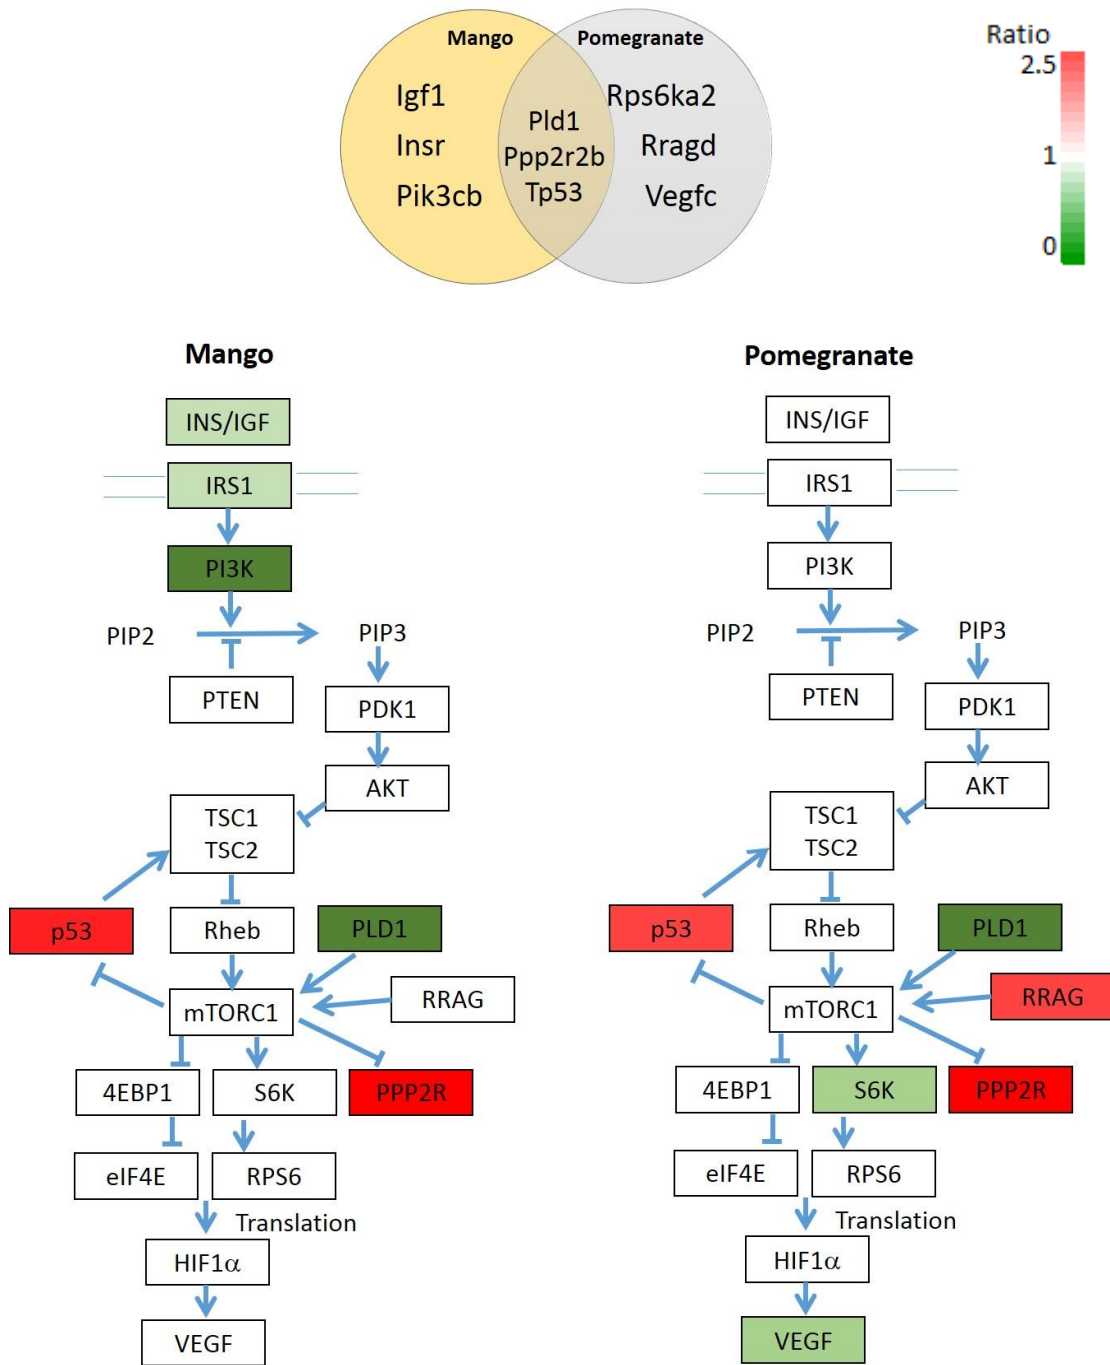 Mango
Pomegranate
Igf1
Insr
Pik3cb
Pld1
Ppp2r2b
Tp53
Rps6ka2
Rragd
Vegfc
Ratio
2.5
1
0
Mango
INS/IGF
IRS1
PI3K
PIP2
PIP3
PTEN
PDK1
AKT
TSC1
TSC2
p53
Rheb
PLD1
mTORC1
RRAG
4EBP1
S6K
PPP2R
eIF4E
RPS6
Translation
HIF1α
VEGF
Pomegranate
INS/IGF
IRS1
PI3K
PIP2
PIP3
PTEN
PDK1
AKT
TSC1
TSC2
p53
Rheb
PLD1
mTORC1
RRAG
4EBP1
S6K
PPP2R
eIF4E
RPS6
Translation
HIF1α
VEGF